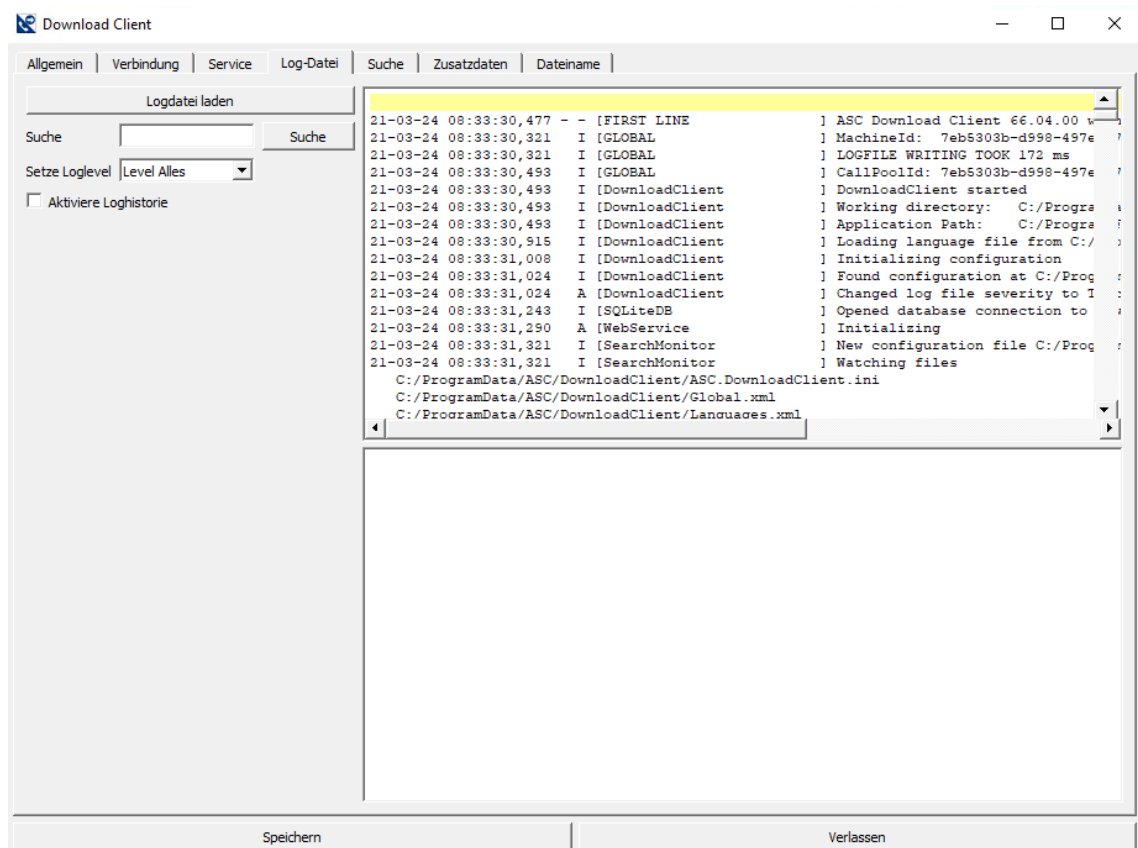 Download Client
Allgemein Verbindung Service Log-Datei Suche Zusatzdaten Dateiname
Logdatei laden
Suche Suche
Setze Loglevel Level Alles
Aktiviere Loghistorie
21-03-24 08:33:30,477 - - [FIRST LINE ] ASC Download Client 66.04.00
21-03-24 08:33:30,321 I [GLOBAL ] MachineId: 7eb5303b-d998-497e
21-03-24 08:33:30,321 I [GLOBAL ] LOGFILE WRITING TOOK 172 ms
21-03-24 08:33:30,493 I [GLOBAL ] CallPoolId: 7eb5303b-d998-497e
21-03-24 08:33:30,493 I [DownloadClient ] DownloadClient started
21-03-24 08:33:30,493 I [DownloadClient ] Working directory: C:/Progra
21-03-24 08:33:30,493 I [DownloadClient ] Application Path: C:/Progra
21-03-24 08:33:30,915 I [DownloadClient ] Loading language file from C:/
21-03-24 08:33:31,008 I [DownloadClient ] Initializing configuration
21-03-24 08:33:31,024 I [DownloadClient ] Found configuration at C:/Prog
21-03-24 08:33:31,024 A [DownloadClient ] Changed log file severity to T
21-03-24 08:33:31,243 I [SQLiteDB ] Opened database connection to
21-03-24 08:33:31,290 A [WebService ] Initializing
21-03-24 08:33:31,321 I [SearchMonitor ] New configuration file C:/Prog
21-03-24 08:33:31,321 I [SearchMonitor ] Watching files
C:/ProgramData/ASC/DownloadClient/ASC.DownloadClient.ini
C:/ProgramData/ASC/DownloadClient/Global.xml
C:/ProgramData/ASC/DownloadClient/Languages.xml
Speichern Verlassen